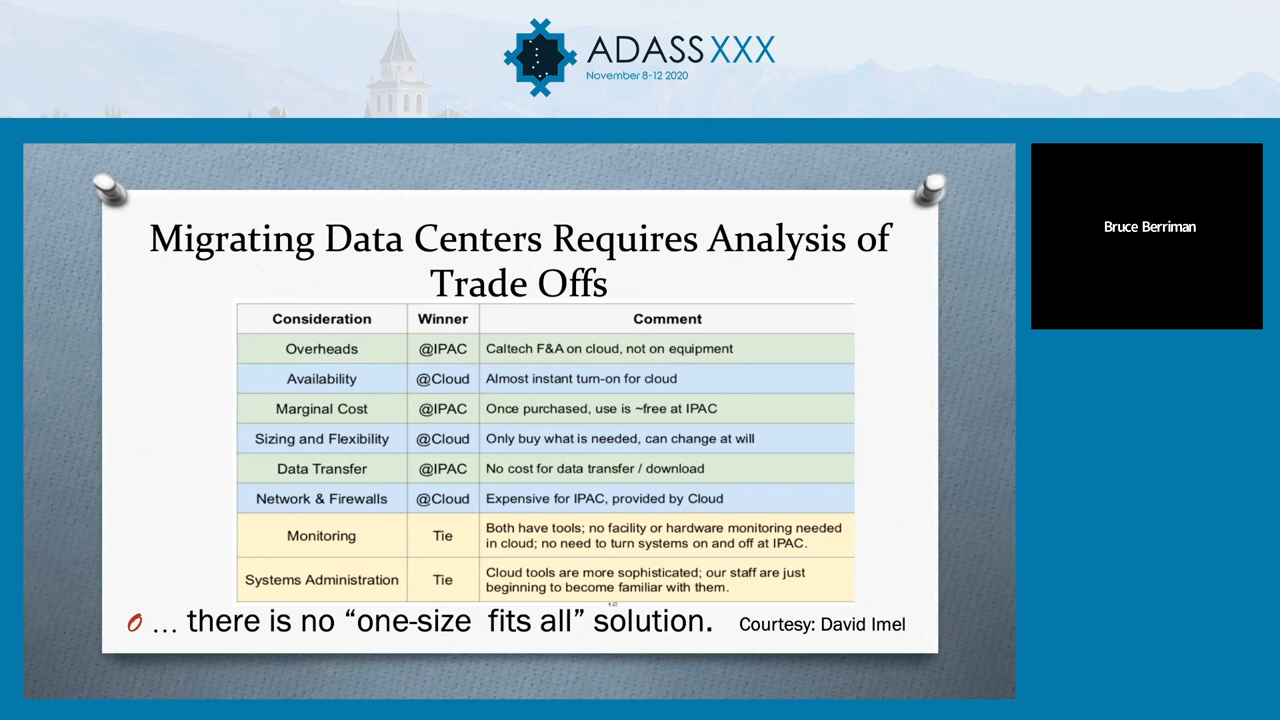 ADASS XXX
November 8-12 2020
Bruce Berriman
Migrating Data Centers Requires Analysis of
Trade Offs
Consideration Winner Comment
Overheads @IPAC Caltech F&A on cloud, not on equipment
Availability @Cloud Almost instant turn-on for cloud
Marginal Cost @IPAC Once purchased, use is ~free at IPAC
Sizing and Flexibility @Cloud Only buy what is needed, can change at will
Data Transfer @IPAC No cost for data transfer / download
Network & Firewalls @Cloud Expensive for IPAC, provided by Cloud
Monitoring Tie Both have tools; no facility or hardware monitoring needed
in cloud; no need to turn systems on and off at IPAC.
Systems Administration Tie Cloud tools are more sophisticated; our staff are just
beginning to become familiar with them.
... there is no “one-size fits all” solution. Courtesy: David Imel